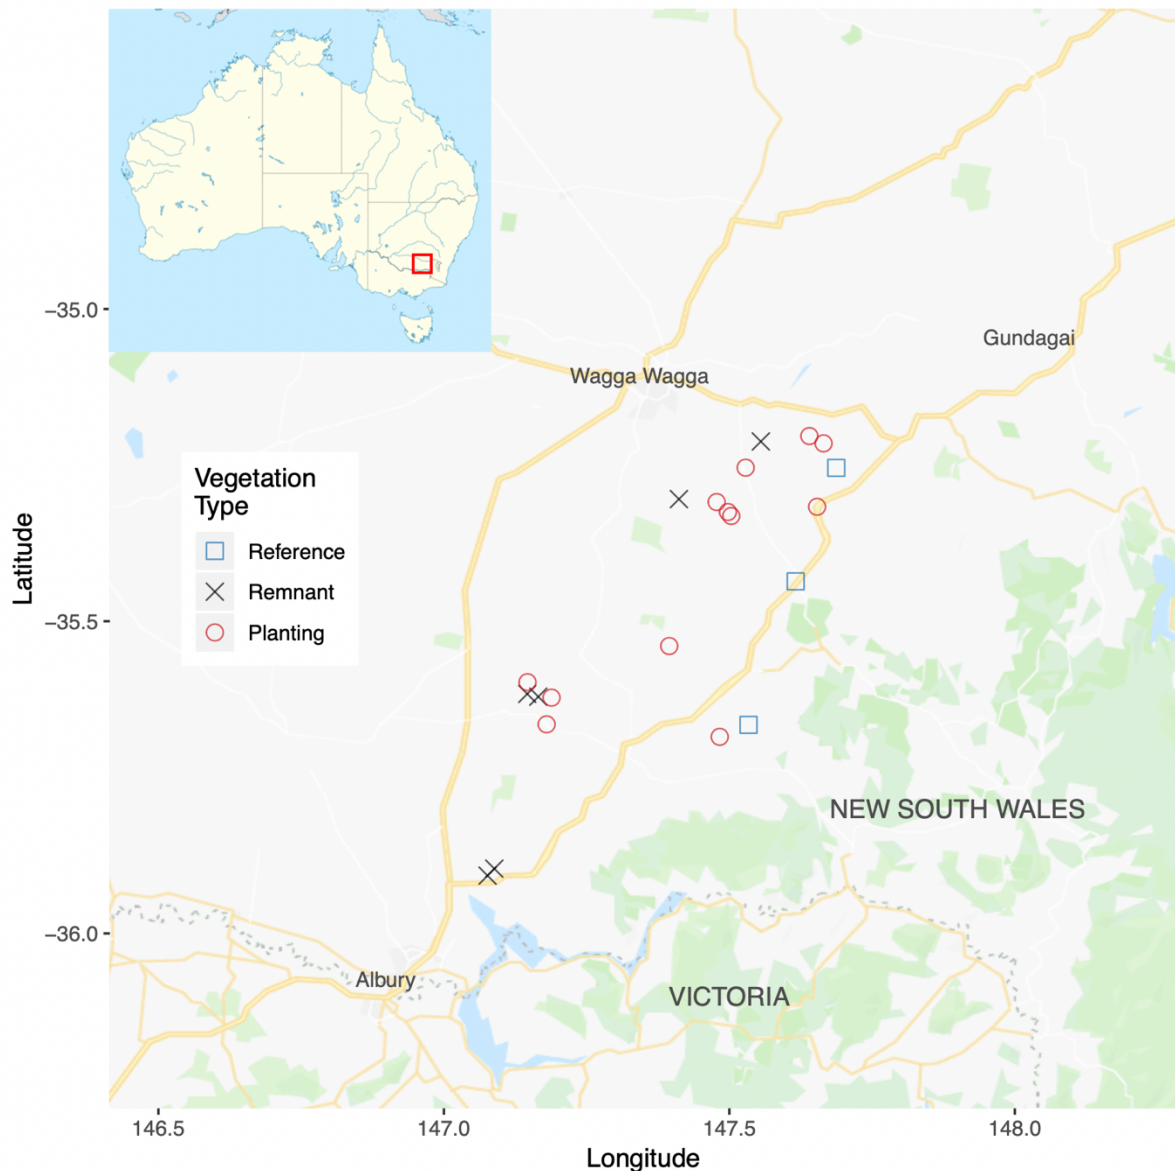 −35.0
Gundagai
Wagga Wagga
Vegetation
Type
Reference
Remnant
Planting
Latitude
−35.5
NEW SOUTH WALES
−36.0
Albury
VICTORIA
146.5
147.0
147.5
148.0
Longitude